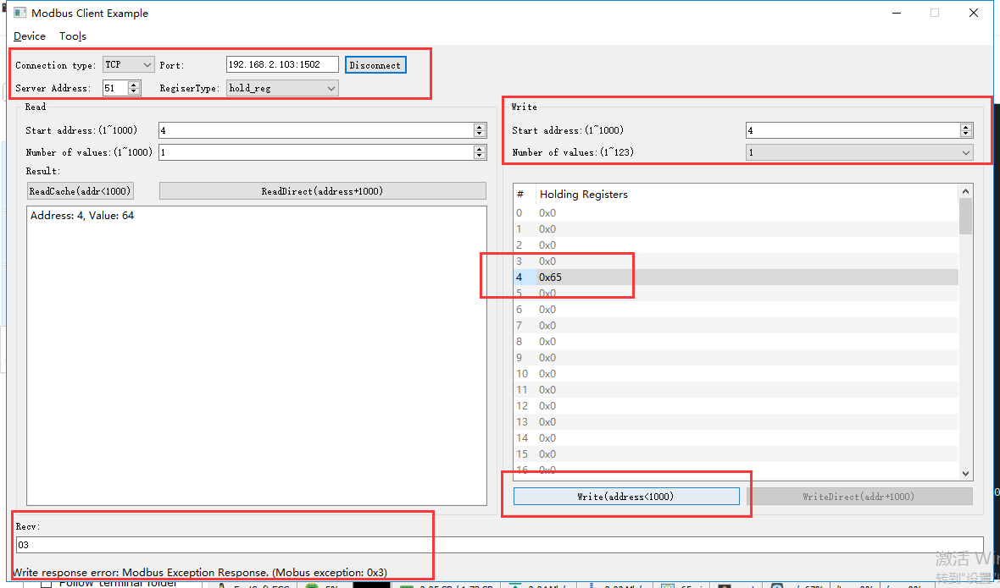 Modbus Client Example
Device Tools
Connection type: TCP Port: 192.168.2.103:1502 Disconnect
Server Address: 51 RegiserType: hold_reg
Read
Start address:(1~1000) 4
Number of values:(1~1000) 1
Result:
ReadCache(addr<1000) ReadDirect(address+1000)
Address: 4, Value: 64
Write
Start address:(1~1000) 4
Number of values:(1~123) 1
# Holding Registers
0 0x0
1 0x0
2 0x0
3 0x0
4 0x65
5 0x0
6 0x0
7 0x0
8 0x0
9 0x0
10 0x0
11 0x0
12 0x0
13 0x0
14 0x0
15 0x0
16 0x0
Write(address<1000) WriteDirect(addr+1000)
Recv:
03
Write response error: Modbus Exception Response. (Mobus exception: 0x3)
激活 Win
转到"设置"
Follow terminal folder